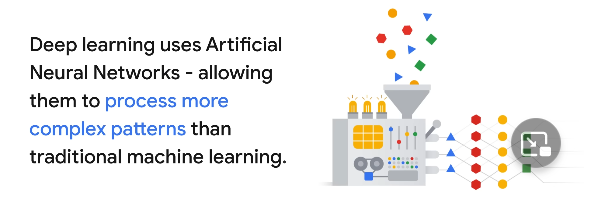 Deep learning uses Artificial
Neural Networks - allowing
them to process more
complex patterns than
traditional machine learning.